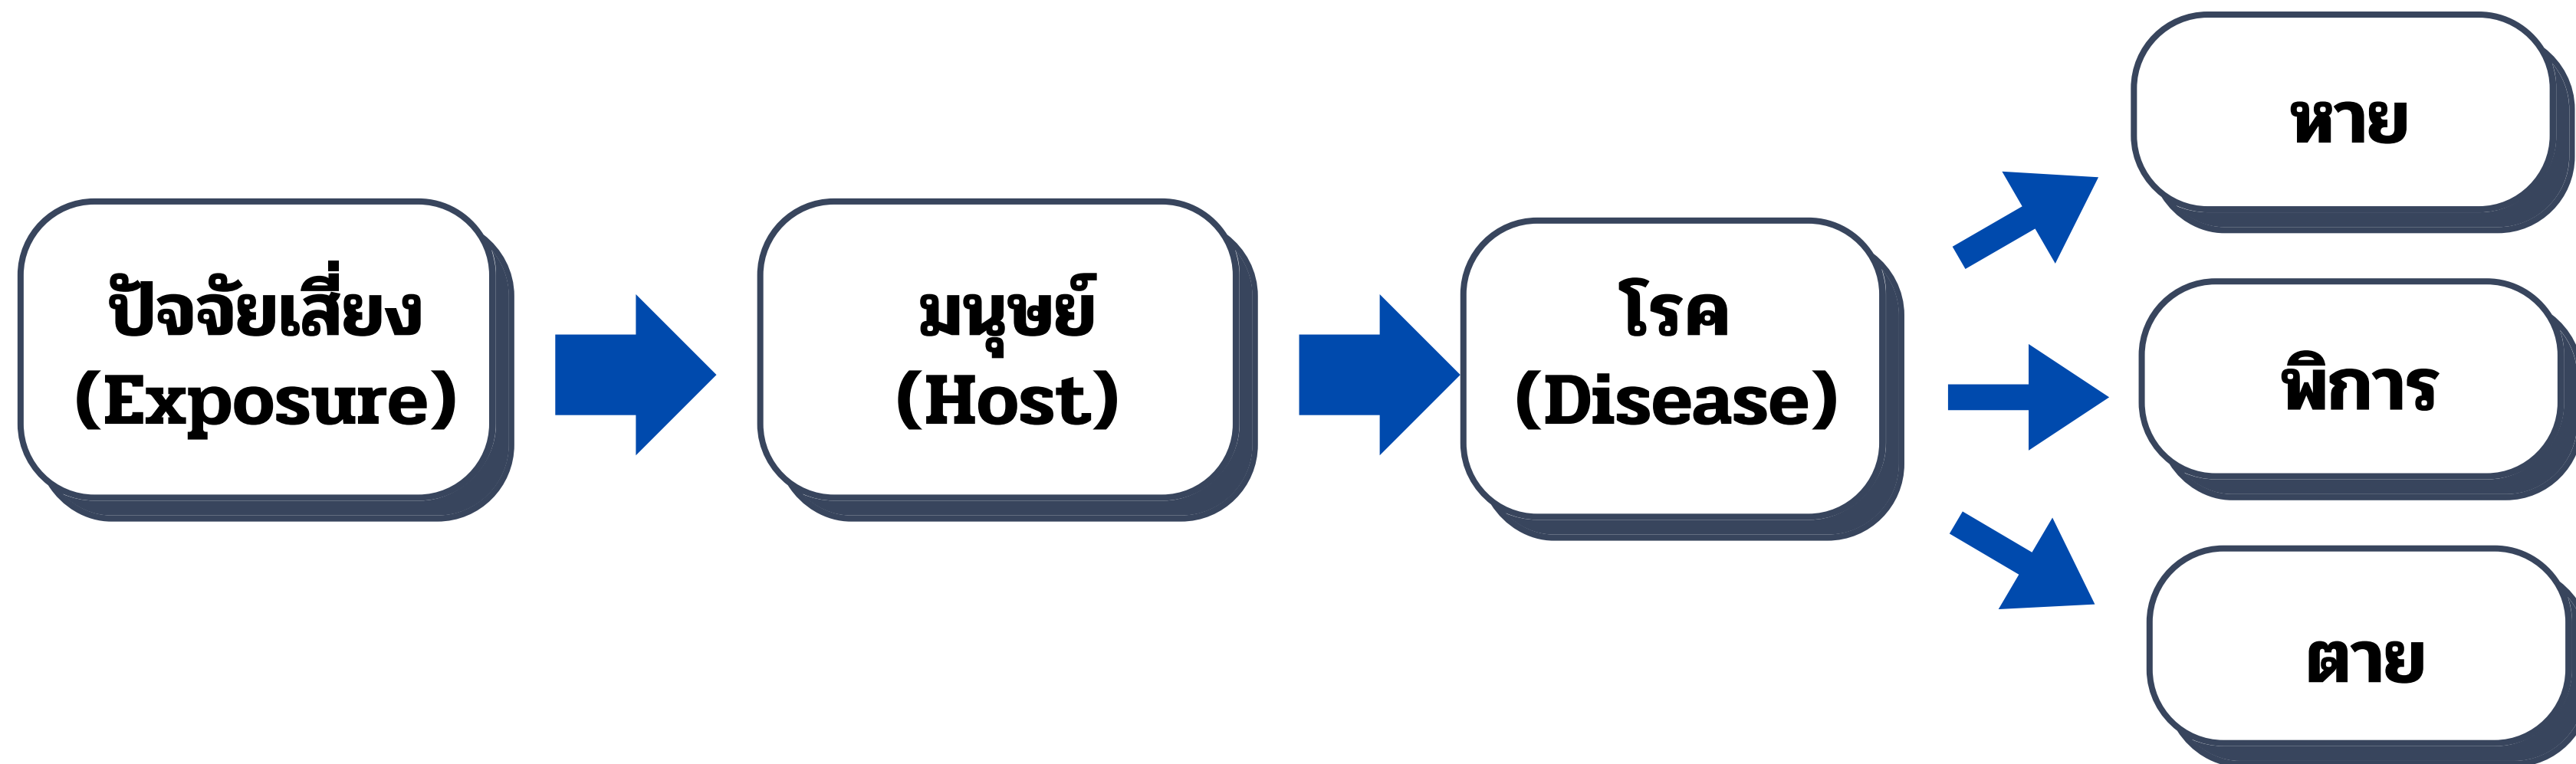 ปัจจัยเสี่ยง
(Exposure)
มนุษย์
(Host)
โรค
(Disease)
หาย
พิการ
ตาย